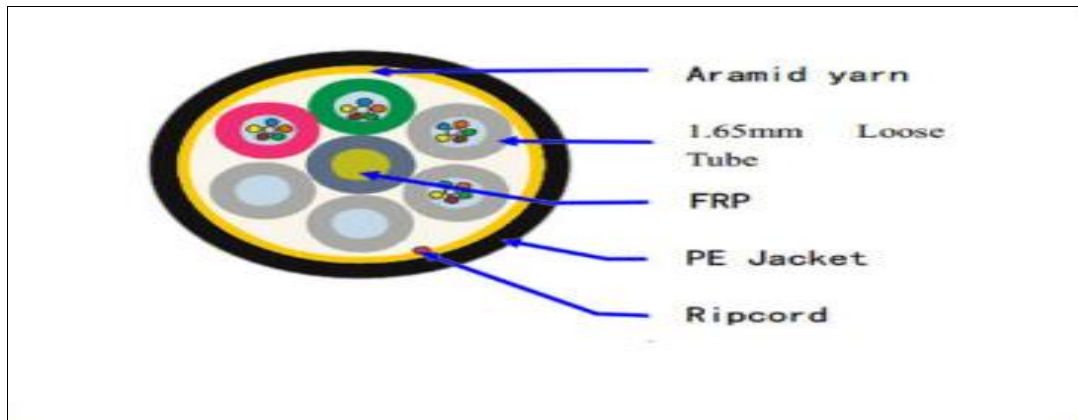 Aramid yarn
1.65mm Loose
Tube
FRP
PE Jacket
Ripcord